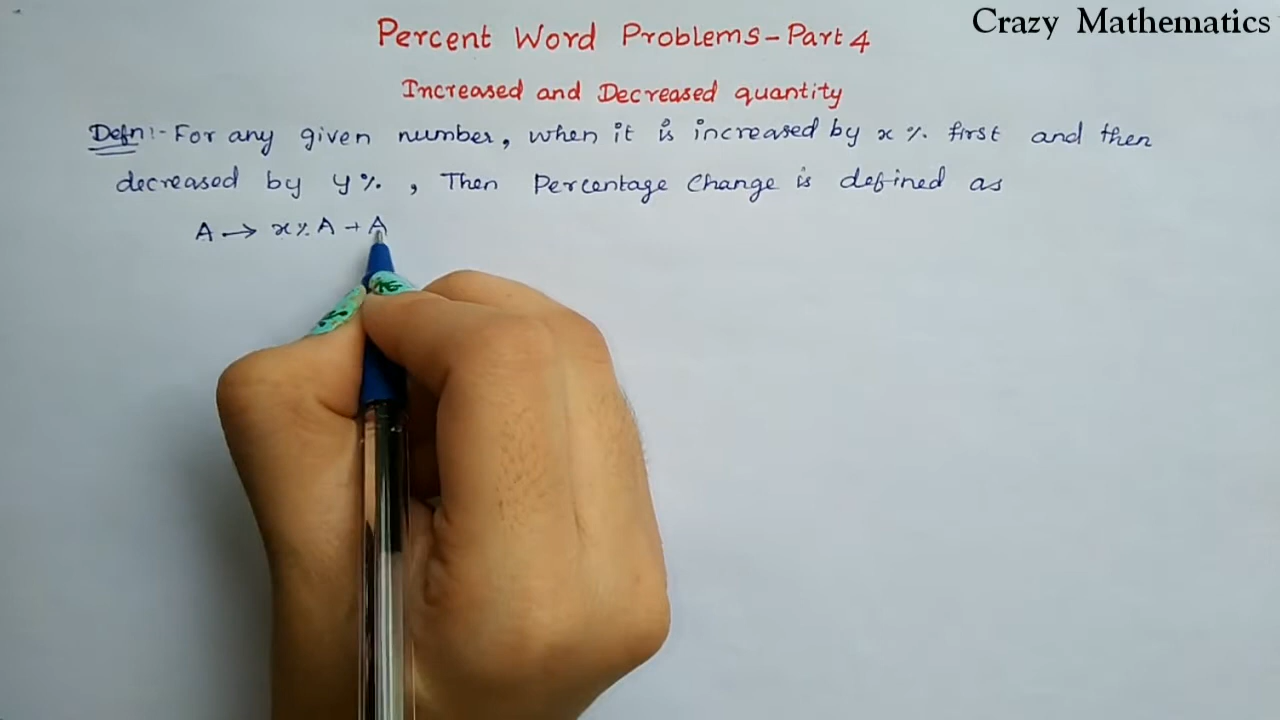 Crazy Mathematics
Percent Word Problems - Part 4
Increased and Decreased quantity
Defn :- For any given number, when it is increased by x % first and then
decreased by y % , Then Percentage Change is defined as
A → x% A + A